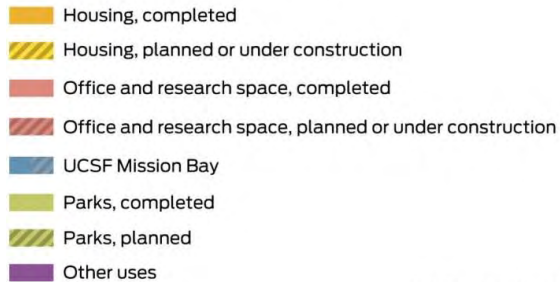 Housing, completed
Housing, planned or under construction
Office and research space, completed
Office and research space, planned or under construction
UCSF Mission Bay
Parks, completed
Parks, planned
Other uses